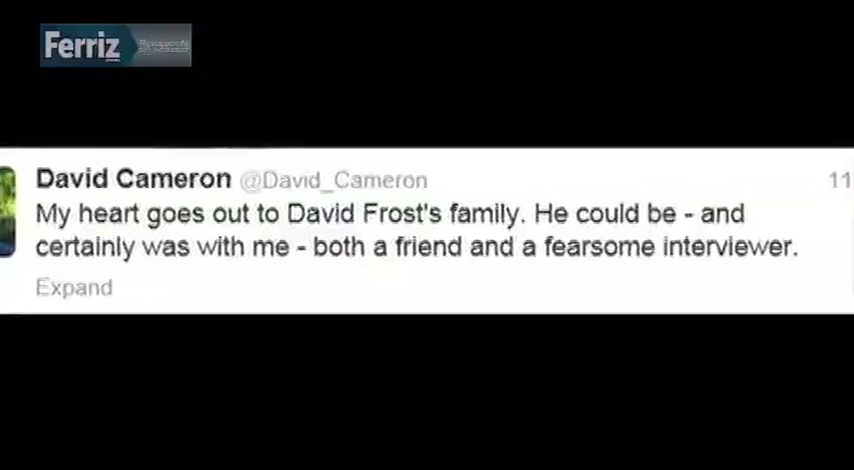 Ferriz
David Cameron @David_Cameron 11
My heart goes out to David Frost's family. He could be - and
certainly was with me - both a friend and a fearsome interviewer.
Expand